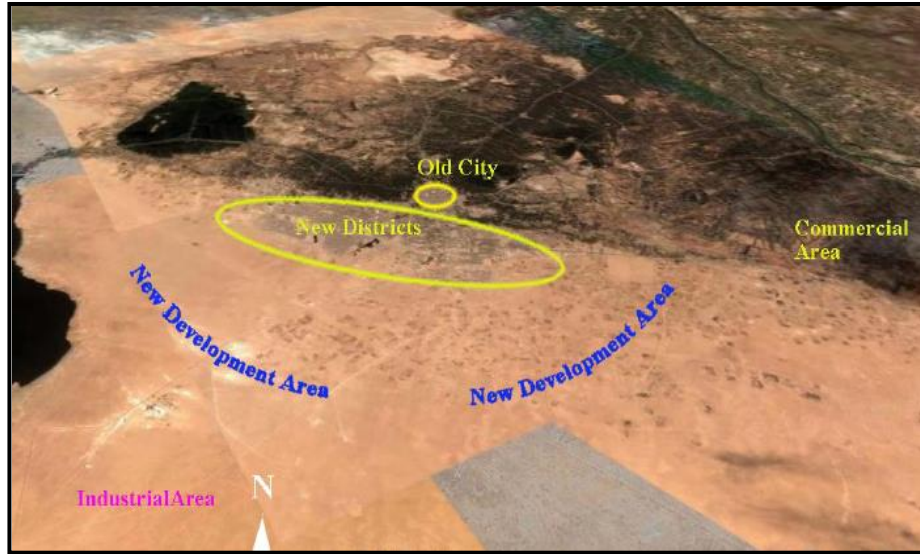 Old City
New Districts
Commercial
Area
New Development Area
New Development Area
IndustrialArea
N